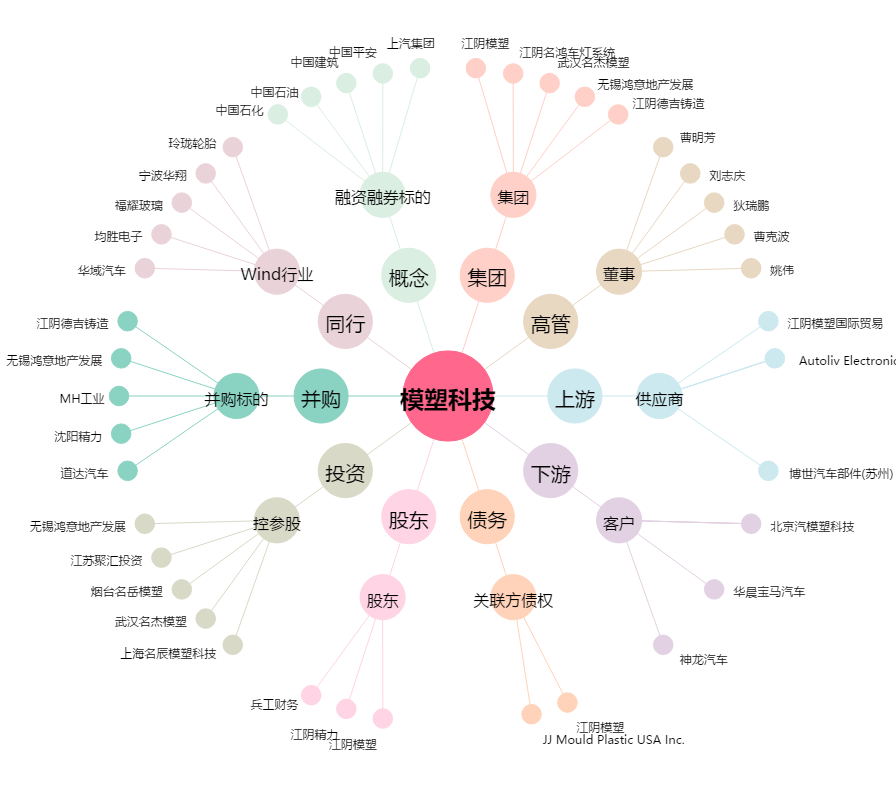 上汽集团
中国平安
中国建筑
中国石油
中国石化
融资融券标的
概念
江阴模塑
江阴名鸿车灯系统
武汉名杰模塑
无锡鸿意地产发展
江阴德吉铸造
集团
集团
曹明芳
刘志庆
狄瑞鹏
曹克波
姚伟
董事
高管
玲珑轮胎
宁波华翔
福耀玻璃
均胜电子
华域汽车
Wind行业
同行
江阴德吉铸造
无锡鸿意地产发展
MH工业
沈阳精力
道达汽车
并购标的
并购
模塑科技
上游
供应商
江阴模塑国际贸易
Autoliv Electronic
博世汽车部件(苏州)
投资
控参股
无锡鸿意地产发展
江苏聚汇投资
烟台名岳模塑
武汉名杰模塑
上海名辰模塑科技
下游
客户
北京汽模塑科技
华晨宝马汽车
神龙汽车
股东
股东
兵工财务
江阴精力
江阴模塑
债务
关联方债权
江阴模塑
JJ Mould Plastic USA Inc.